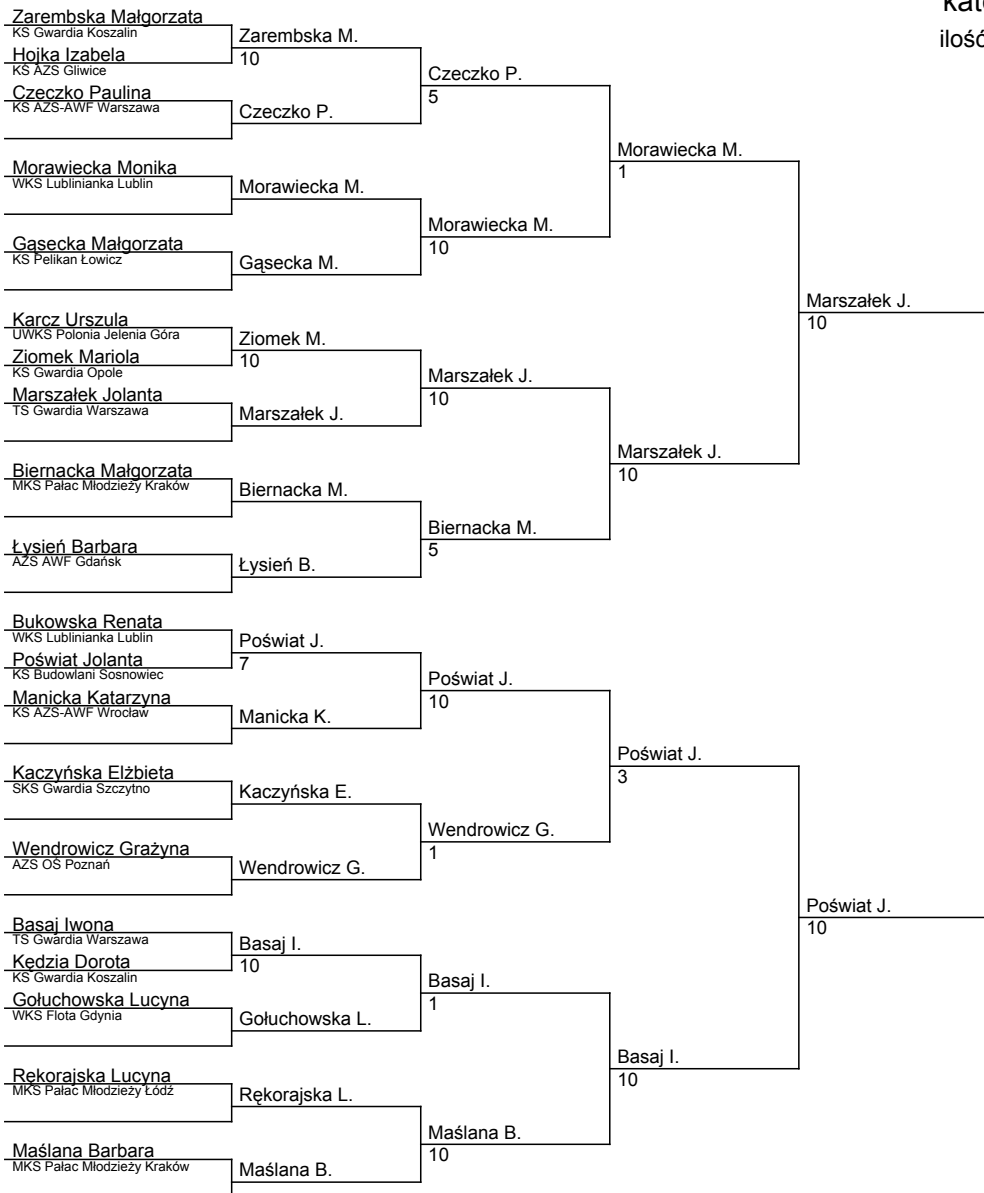 kat
ilość
Zarembska Małgorzata
KS Gwardia Koszalin
Hojka Izabela
KS AZS Gliwice
Czeczko Paulina
KS AZS-AWF Warszawa
Morawiecka Monika
WKS Lublinianka Lublin
Gąsecka Małgorzata
KS Pelikan Łowicz
Karcz Urszula
UWKS Polonia Jelenia Góra
Ziomek Mariola
KS Gwardia Opole
Marszałek Jolanta
TS Gwardia Warszawa
Biernacka Małgorzata
MKS Pałac Młodzieży Kraków
Łysień Barbara
AZS AWF Gdańsk
Bukowska Renata
WKS Lublinianka Lublin
Poświat Jolanta
KS Budowlani Sosnowiec
Manicka Katarzyna
KS AZS-AWF Wrocław
Kaczyńska Elżbieta
SKS Gwardia Szczytno
Wendrowicz Grażyna
AZS OŚ Poznań
Basaj Iwona
TS Gwardia Warszawa
Kędzia Dorota
KS Gwardia Koszalin
Gołuchowska Lucyna
WKS Flota Gdynia
Rękorajska Lucyna
MKS Pałac Młodzieży Łódź
Maślana Barbara
MKS Pałac Młodzieży Kraków
Zarembska M.
10
Czeczko P.
Morawiecka M.
Gąsecka M.
Ziomek M.
10
Marszałek J.
Biernacka M.
Łysień B.
Poświat J.
7
Manicka K.
Kaczyńska E.
Wendrowicz G.
Basaj I.
10
Gołuchowska L.
Rękorajska L.
Maślana B.
Czeczko P.
5
Morawiecka M.
10
Marszałek J.
10
Biernacka M.
5
Poświat J.
10
Wendrowicz G.
1
Basaj I.
1
Maślana B.
10
Morawiecka M.
1
Marszałek J.
10
Poświat J.
3
Basaj I.
10
Marszałek J.
10
Poświat J.
10